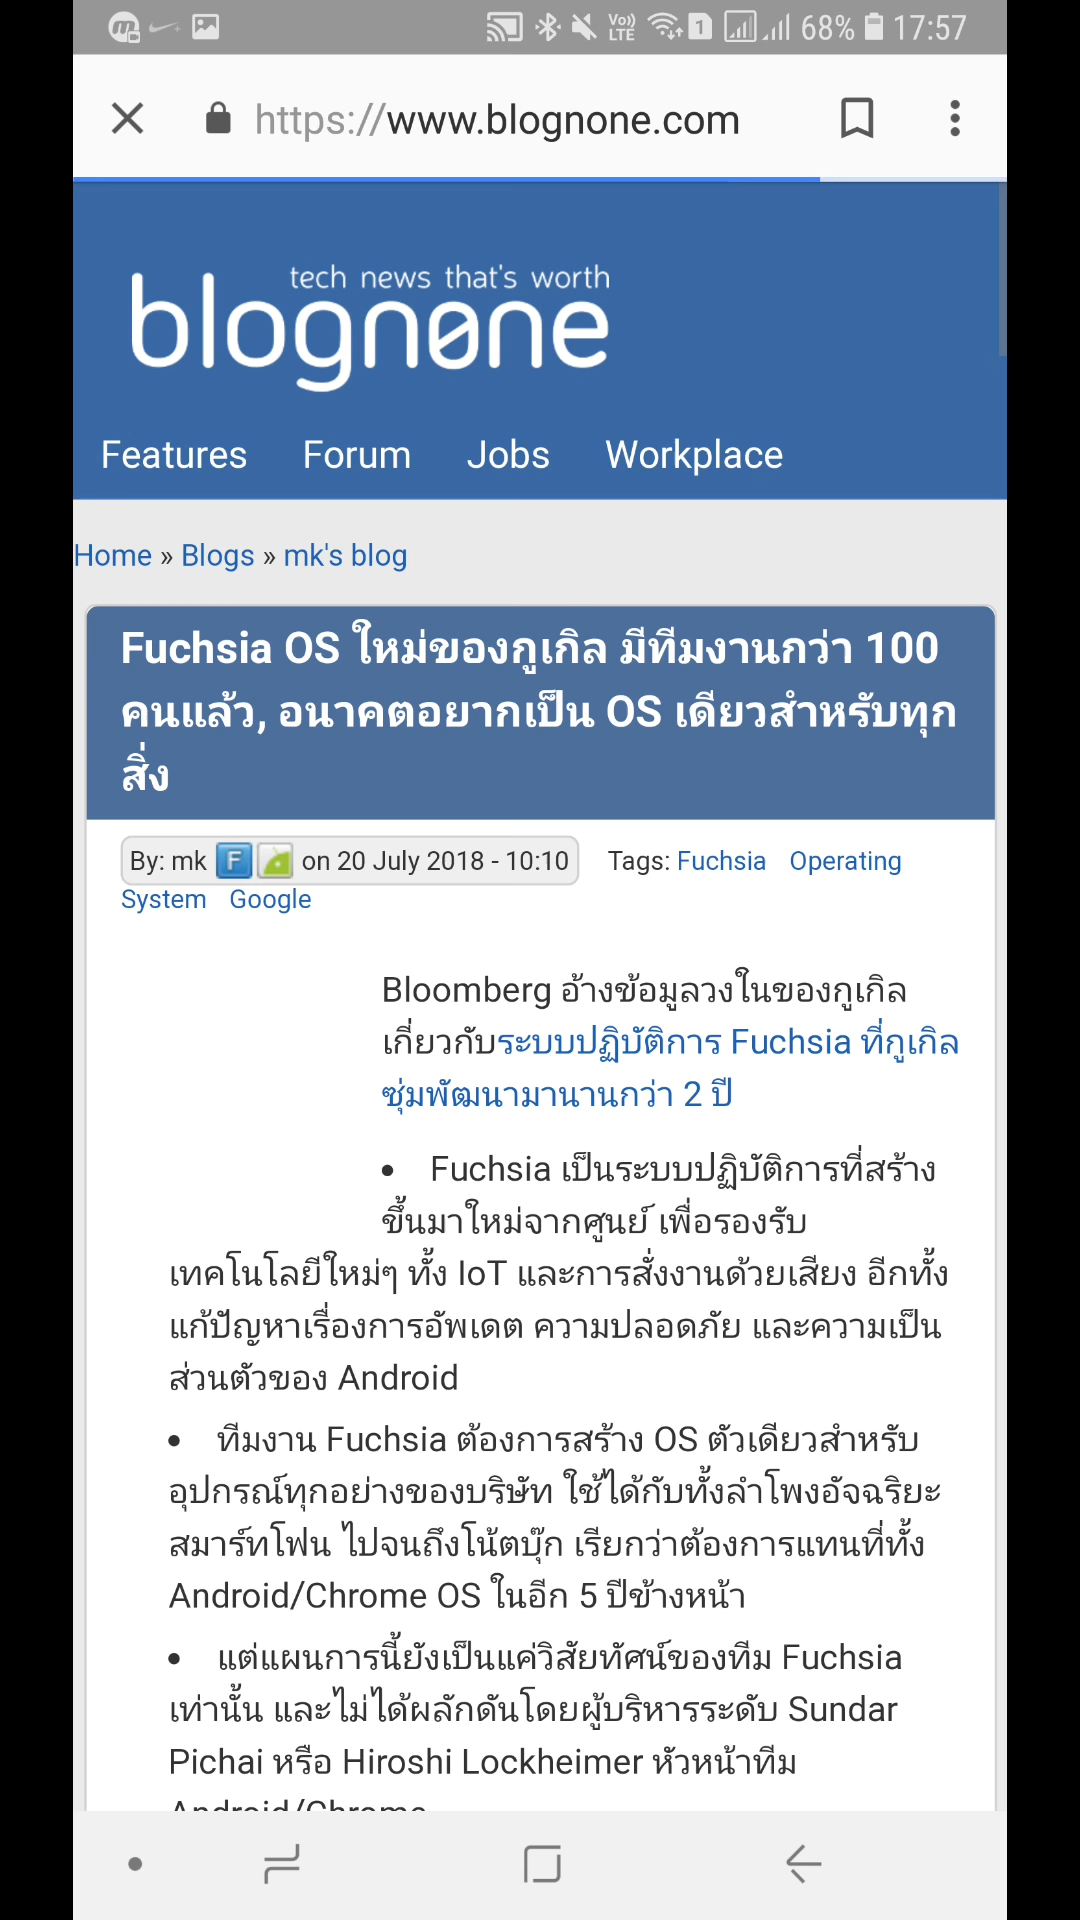 Vo)) LTE 1 68% 17:57
https://www.blognone.com
tech news that's worth
blognone
Features Forum Jobs Workplace
Home » Blogs » mk's blog
Fuchsia OS ใหม่ของกูเกิล มีทีมงานกว่า 100
คนแล้ว, อนาคตอยากเป็น OS เดียวสำหรับทุก
สิ่ง
By: mk on 20 July 2018 - 10:10 Tags: Fuchsia Operating
System Google
Bloomberg อ้างข้อมูลวงในของกูเกิล
เกี่ยวกับระบบปฏิบัติการ Fuchsia ที่กูเกิล
ซุ่มพัฒนามานานกว่า 2 ปี
• Fuchsia เป็นระบบปฏิบัติการที่สร้าง
ขึ้นมาใหม่จากศูนย์ เพื่อรองรับ
เทคโนโลยีใหม่ๆ ทั้ง IoT และการสั่งงานด้วยเสียง อีกทั้ง
แก้ปัญหาเรื่องการอัพเดต ความปลอดภัย และความเป็น
ส่วนตัวของ Android
• ทีมงาน Fuchsia ต้องการสร้าง OS ตัวเดียวสำหรับ
อุปกรณ์ทุกอย่างของบริษัท ใช้ได้กับทั้งลำโพงอัจฉริยะ
สมาร์ทโฟน ไปจนถึงโน้ตบุ๊ก เรียกว่าต้องการแทนที่ทั้ง
Android/Chrome OS ในอีก 5 ปีข้างหน้า
• แต่แผนการนี้ยังเป็นแค่วิสัยทัศน์ของทีม Fuchsia
เท่านั้น และไม่ได้ผลักดันโดยผู้บริหารระดับ Sundar
Pichai หรือ Hiroshi Lockheimer หัวหน้าทีม
Android/Chrome